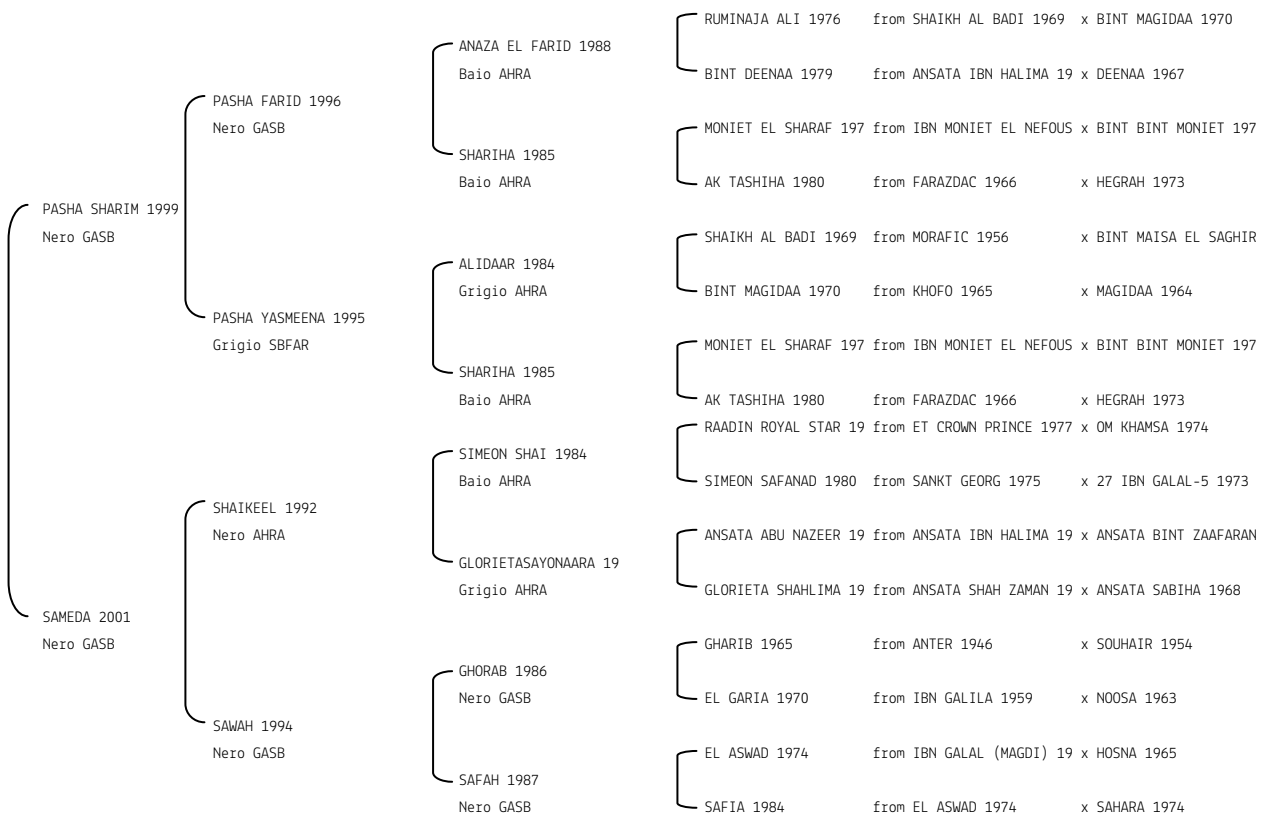 RUMINAJA ALI 1976 from SHAIKH AL BADI 1969 x BINT MAGIDAA 1970
ANAZA EL FARID 1988
Baio AHRA
BINT DEENAA 1979 from ANSATA IBN HALIMA 19 x DEENAA 1967
PASHA FARID 1996
Nero GASB
MONIET EL SHARAF 197 from IBN MONIET EL NEFOUS x BINT BINT MONIET 197
SHARIHA 1985
Baio AHRA
AK TASHIHA 1980 from FARAZDAC 1966 x HEGRAH 1973
PASHA SHARIM 1999
Nero GASB
SHAIKH AL BADI 1969 from MORAFIC 1956 x BINT MAISA EL SAGHIR
ALIDAAR 1984
Grigio AHRA
BINT MAGIDAA 1970 from KHOFO 1965 x MAGIDAA 1964
PASHA YASMEENA 1995
Grigio SBFAR
MONIET EL SHARAF 197 from IBN MONIET EL NEFOUS x BINT BINT MONIET 197
SHARIHA 1985
Baio AHRA
AK TASHIHA 1980 from FARAZDAC 1966 x HEGRAH 1973
RAADIN ROYAL STAR 19 from ET CROWN PRINCE 1977 x OM KHAMSA 1974
SIMEON SHAI 1984
Baio AHRA
SIMEON SAFANAD 1980 from SANKT GEORG 1975 x 27 IBN GALAL-5 1973
SHAIKEEL 1992
Nero AHRA
ANSATA ABU NAZEER 19 from ANSATA IBN HALIMA 19 x ANSATA BINT ZAAFARAN
GLORIETASAYONAARA 19
Grigio AHRA
GLORIETA SHAHLIMA 19 from ANSATA SHAH ZAMAN 19 x ANSATA SABIHA 1968
SAMEDA 2001
Nero GASB
GHARIB 1965 from ANTER 1946 x SOUHAIR 1954
GHORAB 1986
Nero GASB
EL GARIA 1970 from IBN GALILA 1959 x NOOSA 1963
SAWAH 1994
Nero GASB
EL ASWAD 1974 from IBN GALAL (MAGDI) 19 x HOSNA 1965
SAFAH 1987
Nero GASB
SAFIA 1984 from EL ASWAD 1974 x SAHARA 1974